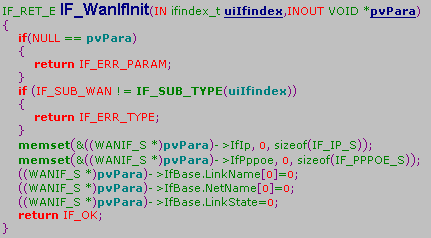 IF_RET_E IF_WanIfInit(IN ifindex_t uiIfindex,INOUT VOID *pvPara)
{
if(NULL == pvPara)
{
return IF_ERR_PARAM;
}
if (IF_SUB_WAN != IF_SUB_TYPE(uiIfindex))
{
return IF_ERR_TYPE;
}
memset(&((WANIF_S *)pvPara)->IfIp, 0, sizeof(IF_IP_S));
memset(&((WANIF_S *)pvPara)->IfPppoe, 0, sizeof(IF_PPPOE_S));
((WANIF_S *)pvPara)->IfBase.LinkName[0]=0;
((WANIF_S *)pvPara)->IfBase.NetName[0]=0;
((WANIF_S *)pvPara)->IfBase.LinkState=0;
return IF_OK;
}